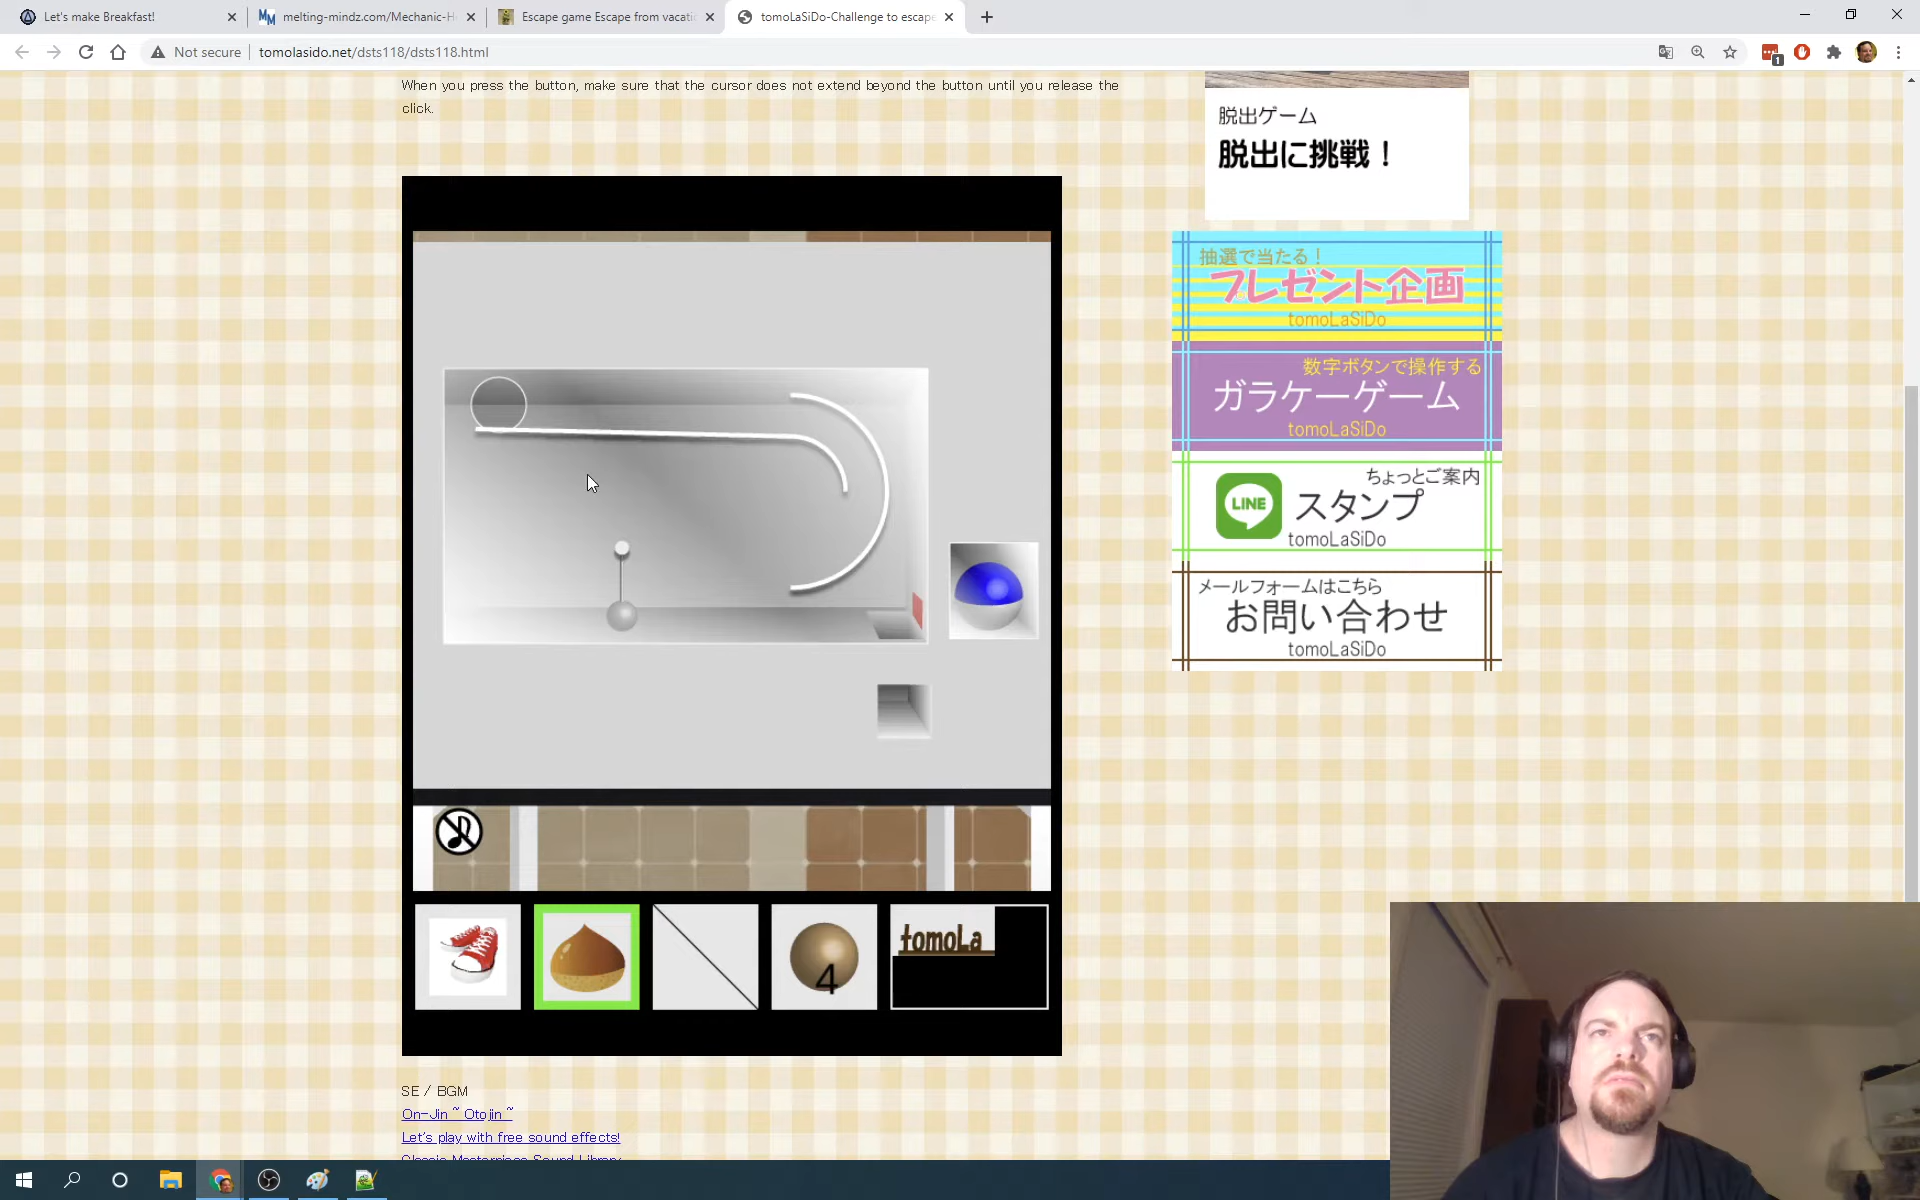 Let's make Breakfast!
melting-mindz.com/Mechanic-H
Escape game Escape from vacati
tomoLaSiDo-Challenge to escape
Not secure
tomolasido.net/dsts118/dsts118.html
1
When you press the button, make sure that the cursor does not extend beyond the button until you release the
click.
脱出ゲーム
脱出に挑戦！
抽選で当たる！
プレゼント企画
tomoLaSiDo
数字ボタンで操作する
ガラケーゲーム
tomoLaSiDo
ちょっとご案内
LINE
スタンプ
tomoLaSiDo
メールフォームはこちら
お問い合わせ
tomoLaSiDo
4
tomoLa
SE / BGM
On-Jin ~ Otojin ~
Let's play with free sound effects!
Classic Masterpiece Sound Library